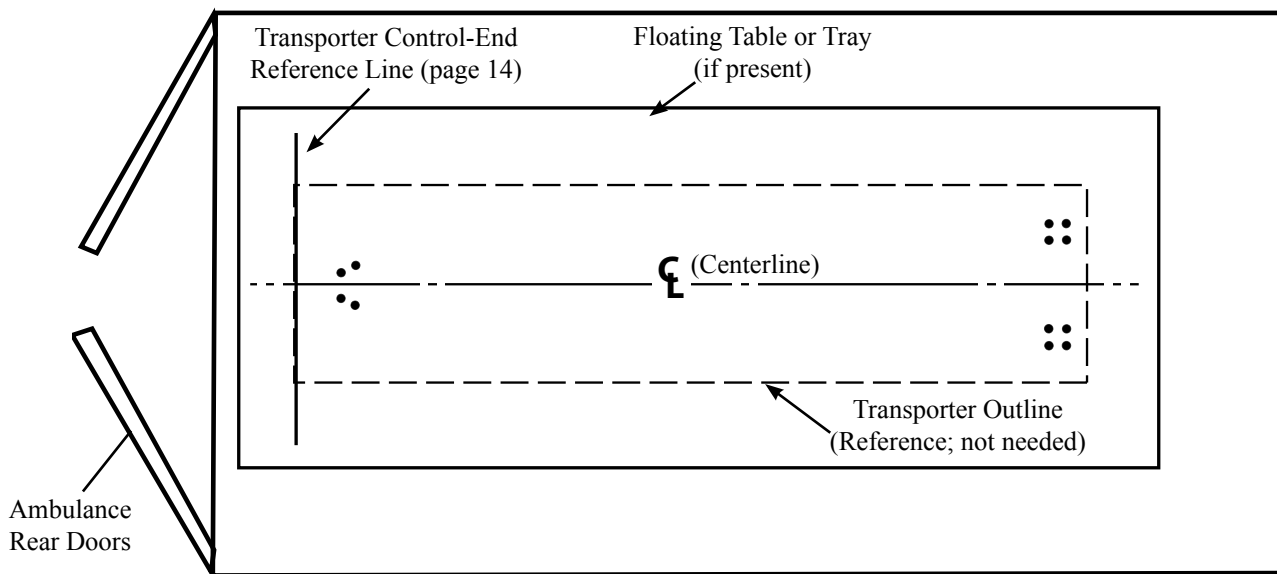 Transporter Control-End
Reference Line (page 14)
Floating Table or Tray
(if present)
CL (Centerline)
Transporter Outline
(Reference; not needed)
Ambulance
Rear Doors